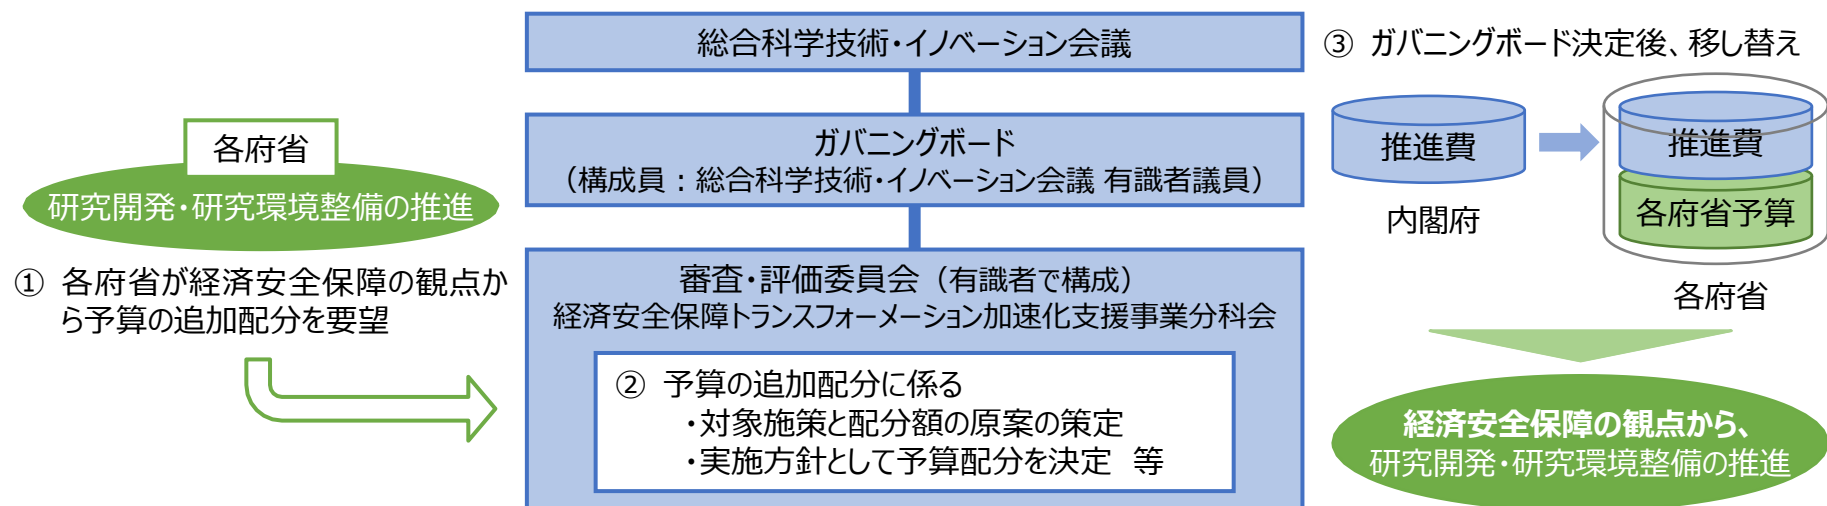 各府省
研究開発・研究環境整備の推進
① 各府省が経済安全保障の観点か
ら予算の追加配分を要望
総合科学技術・イノベーション会議
ガバニングボード
（構成員：総合科学技術・イノベーション会議 有識者議員）
審査・評価委員会（有識者で構成）
経済安全保障トランスフォーメーション加速化支援事業分科会
② 予算の追加配分に係る
・対象施策と配分額の原案の策定
・実施方針として予算配分を決定 等
③ ガバニングボード決定後、移し替え
推進費
内閣府
推進費
各府省予算
各府省
経済安全保障の観点から、
研究開発・研究環境整備の推進